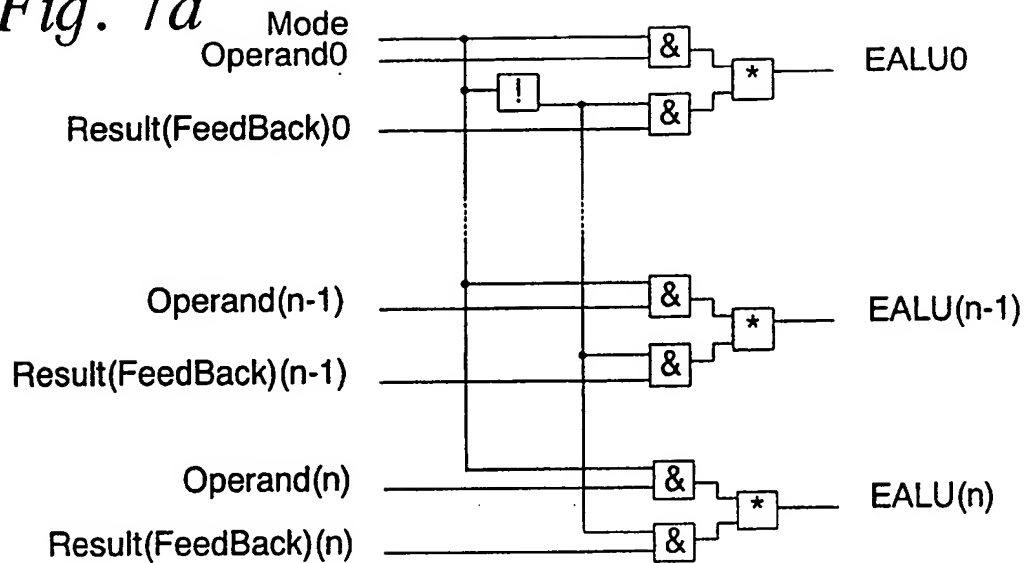 Fig. 7a
Mode
Operand0
&
EALU0
*
!
Result(FeedBack)0
&
Operand(n-1)
&
EALU(n-1)
*
Result(FeedBack)(n-1)
&
Operand(n)
&
EALU(n)
*
Result(FeedBack)(n)
&